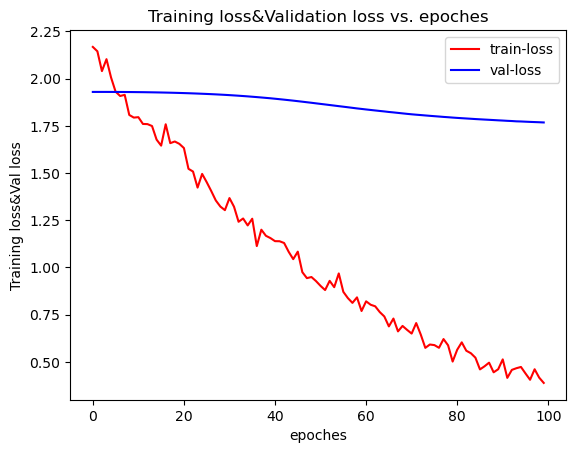 Training loss&Validation loss vs. epoches
train-loss
val-loss
Training loss&Val loss
2.25
2.00
1.75
1.50
1.25
1.00
0.75
0.50
0 20 40 60 80 100
epoches